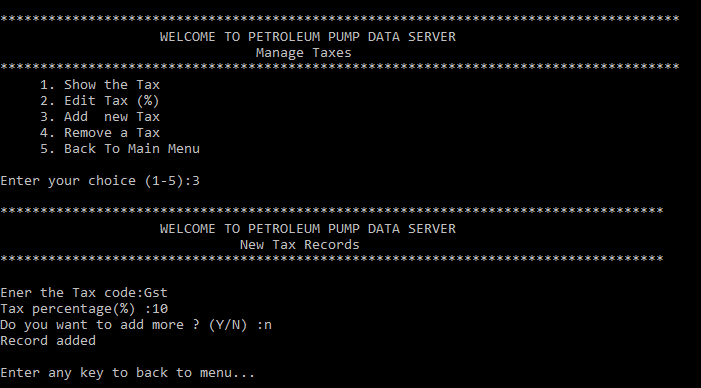 *************************************************************************************
WELCOME TO PETROLEUM PUMP DATA SERVER
Manage Taxes
*************************************************************************************
1. Show the Tax
2. Edit Tax (%)
3. Add  new Tax
4. Remove a Tax
5. Back To Main Menu
Enter your choice (1-5):3
***********************************************************************************
WELCOME TO PETROLEUM PUMP DATA SERVER
New Tax Records
***********************************************************************************
Ener the Tax code:Gst
Tax percentage(%) :10
Do you want to add more ? (Y/N) :n
Record added
Enter any key to back to menu...